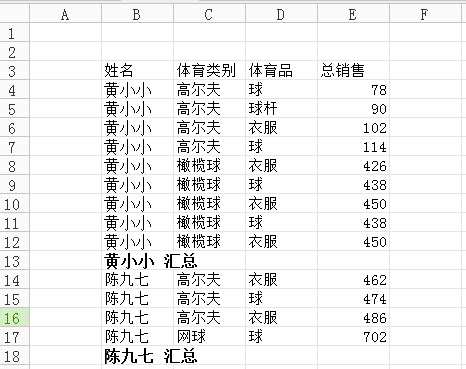 A B C D E F
1
2
3 姓名 体育类别 体育品 总销售
4 黄小小 高尔夫 球 78
5 黄小小 高尔夫 球杆 90
6 黄小小 高尔夫 衣服 102
7 黄小小 高尔夫 球 114
8 黄小小 橄榄球 衣服 426
9 黄小小 橄榄球 球 438
10 黄小小 橄榄球 衣服 450
11 黄小小 橄榄球 球 438
12 黄小小 橄榄球 衣服 450
13 黄小小 汇总
14 陈九七 高尔夫 衣服 462
15 陈九七 高尔夫 球 474
16 陈九七 高尔夫 衣服 486
17 陈九七 网球 球 702
18 陈九七 汇总